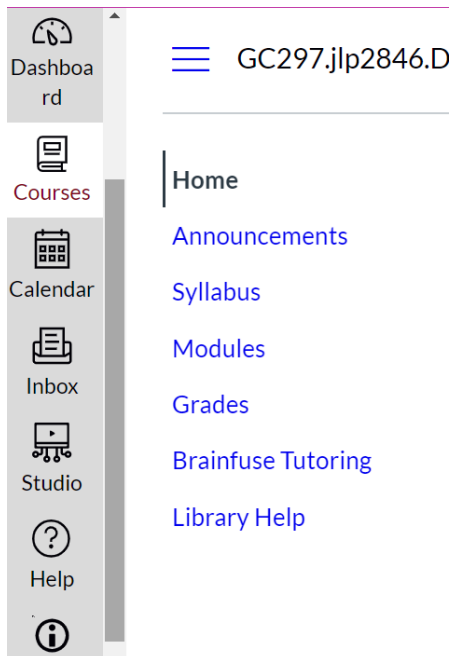 Dashboa
rd
Courses
Calendar
Inbox
Studio
Help
GC297.jlp2846.D
Home
Announcements
Syllabus
Modules
Grades
Brainfuse Tutoring
Library Help